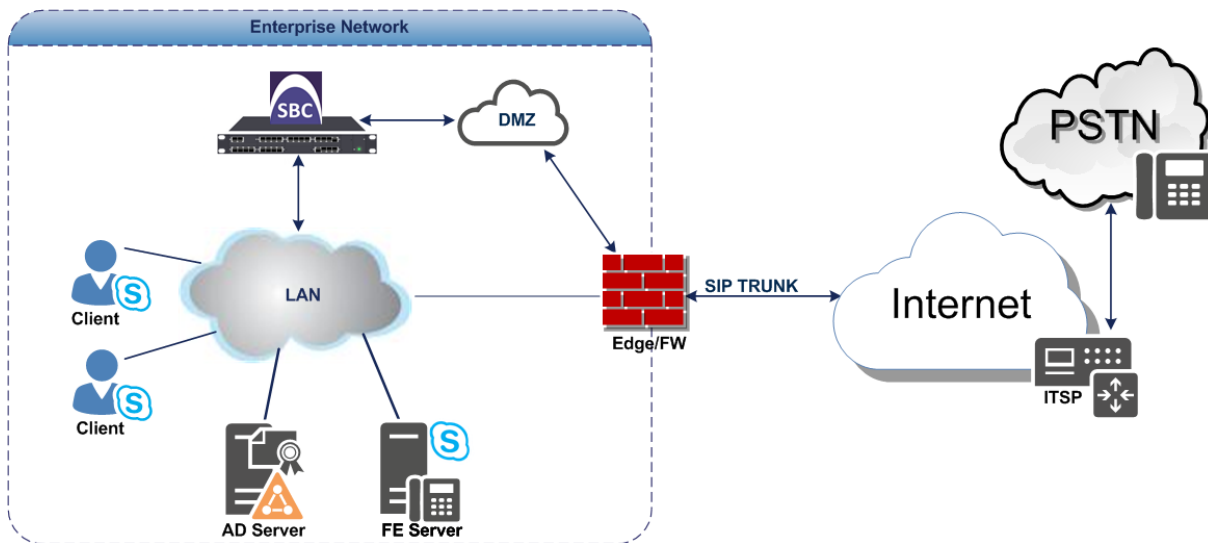 Enterprise Network
SBC
DMZ
PSTN
LAN
Client
S
Client
S
Edge/FW
SIP TRUNK
Internet
ITSP
S
AD Server
FE Server